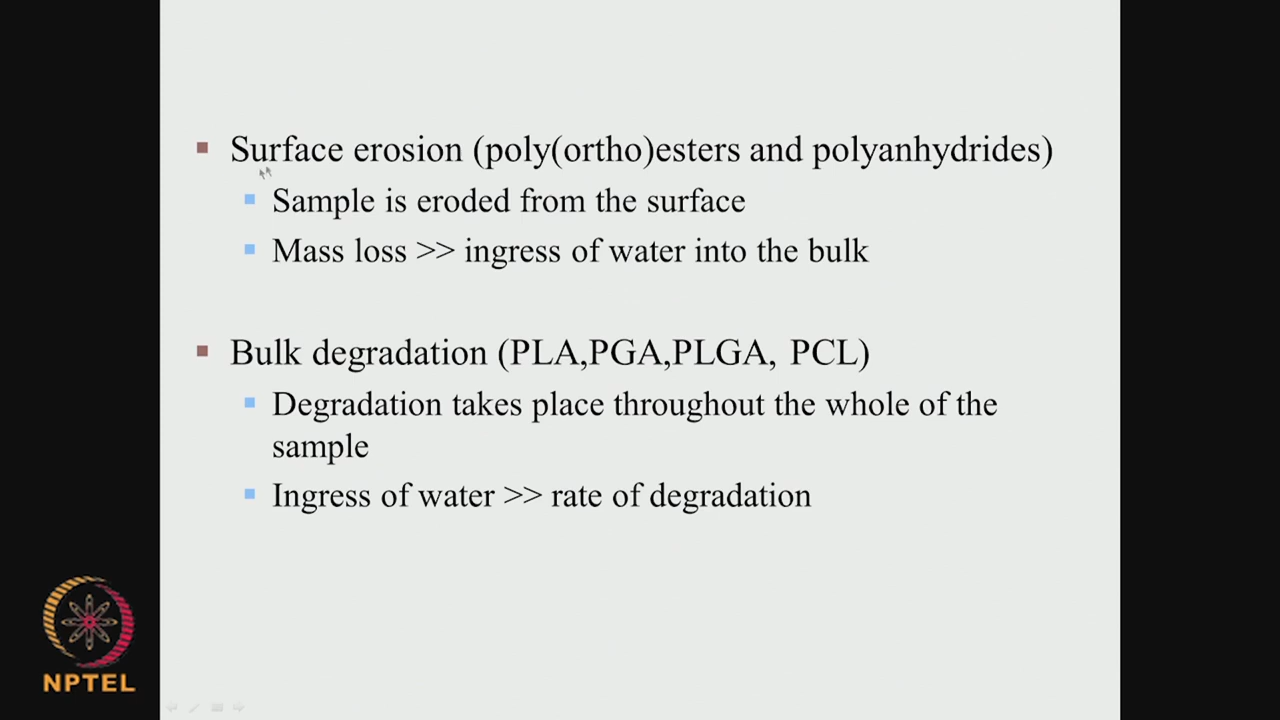 Surface erosion (poly(ortho)esters and polyanhydrides)
Sample is eroded from the surface
Mass loss >> ingress of water into the bulk
Bulk degradation (PLA,PGA,PLGA, PCL)
Degradation takes place throughout the whole of the
sample
Ingress of water >> rate of degradation
NPTEL